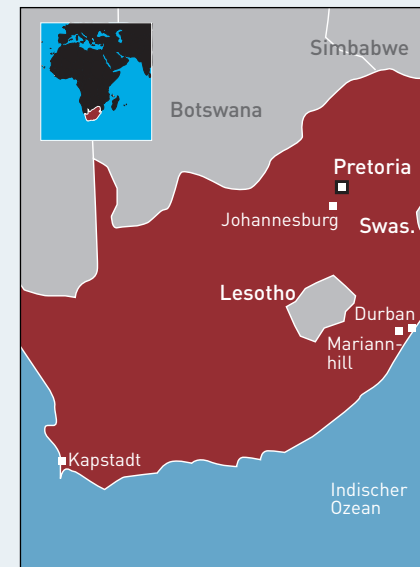 Simbabwe
Botswana
Pretoria
Johannesburg
Swas.
Lesotho
Durban
Mariann-
hill
Kapstadt
Indischer
Ozean